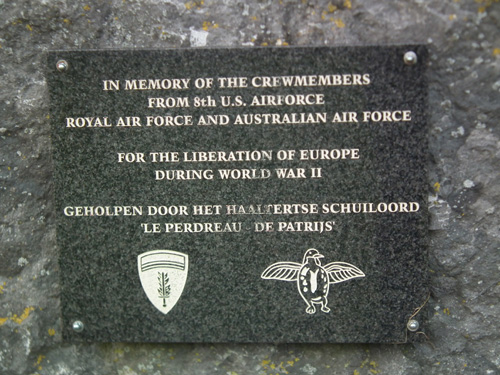 IN MEMORY OF THE CREWMEMBERS
FROM 8th U.S. AIRFORCE
ROYAL AIR FORCE AND AUSTRALIAN AIR FORCE
FOR THE LIBERATION OF EUROPE
DURING WORLD WAR II
GEHOLPEN DOOR HET HAALTERTSE SCHUILOORD
'LE PERDREAU DE PATRIJS'